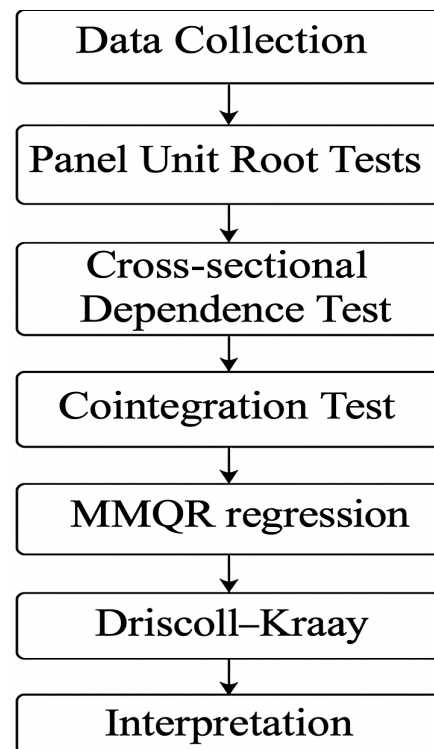 Data Collection
Panel Unit Root Tests
Cross-sectional
Dependence Test
Cointegration Test
MMQR regression
Driscoll–Kraay
Interpretation